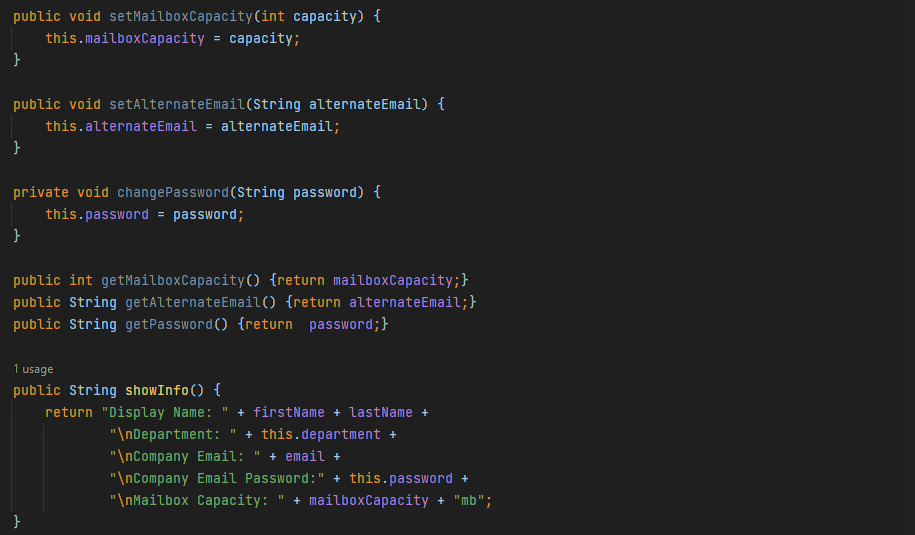 public void setMailboxCapacity(int capacity) {
    this.mailboxCapacity = capacity;
}
public void setAlternateEmail(String alternateEmail) {
    this.alternateEmail = alternateEmail;
}
private void changePassword(String password) {
    this.password = password;
}
public int getMailboxCapacity() {return mailboxCapacity;}
public String getAlternateEmail() {return alternateEmail;}
public String getPassword() {return  password;}
1 usage
public String showInfo() {
    return "Display Name: " + firstName + lastName +
            "\nDepartment: " + this.department +
            "\nCompany Email: " + email +
            "\nCompany Email Password:" + this.password +
            "\nMailbox Capacity: " + mailboxCapacity + "mb";
}